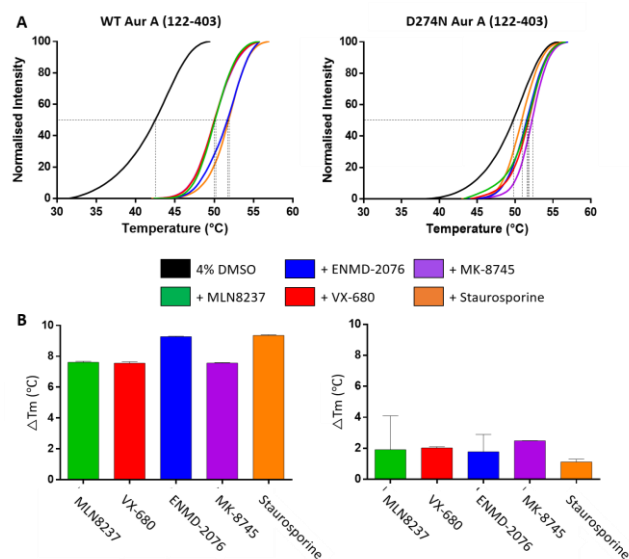 A
WT Aur A (122-403)
D274N Aur A (122-403)
Normalised Intensity
100
80
60
40
20
0
30 35 40 45 50 55 60
Temperature (°C)
Normalised Intensity
100
80
60
40
20
0
30 35 40 45 50 55 60
Temperature (°C)
4% DMSO
+ ENMD-2076
+ MK-8745
+ MLN8237
+ VX-680
+ Staurosporine
B
△Tm (°C)
10
8
6
4
2
0
MLN8237
VX-680
ENMD-2076
MK-8745
Staurosporine
△Tm (°C)
10
8
6
4
2
0
MLN8237
VX-680
ENMD-2076
MK-8745
Staurosporine